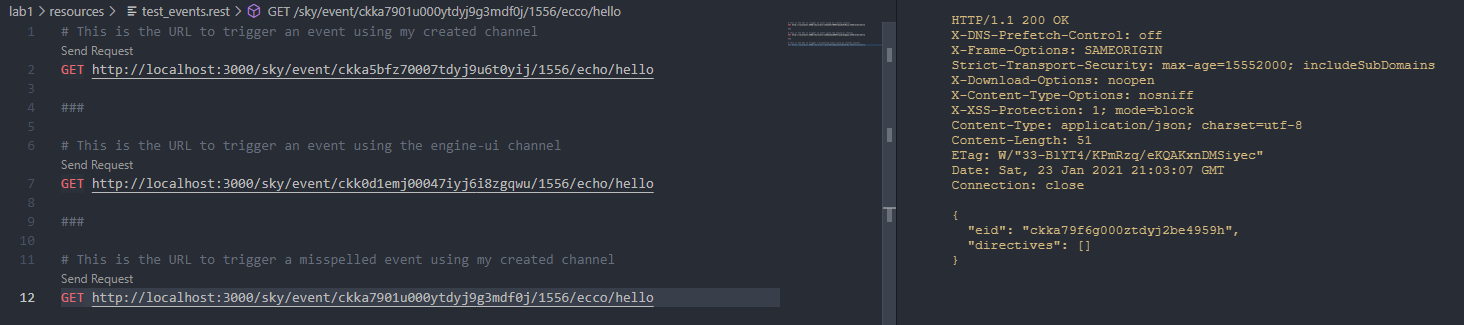 lab1 > resources > test_events.rest > GET /sky/event/ckka7901u000ytdyj9g3mdf0j/1556/ecco/hello
1 # This is the URL to trigger an event using my created channel
Send Request
2 GET http://localhost:3000/sky/event/ckka5bfz70007tdyj9u6t0yij/1556/echo/hello
3
4 ###
5
6 # This is the URL to trigger an event using the engine-ui channel
Send Request
7 GET http://localhost:3000/sky/event/ckk0d1emj00047iyj6i8zgqwu/1556/echo/hello
8
9 ###
10
11 # This is the URL to trigger a misspelled event using my created channel
Send Request
12 GET http://localhost:3000/sky/event/ckka7901u000ytdyj9g3mdf0j/1556/ecco/hello
HTTP/1.1 200 OK
X-DNS-Prefetch-Control: off
X-Frame-Options: SAMEORIGIN
Strict-Transport-Security: max-age=15552000; includeSubDomains
X-Download-Options: noopen
X-Content-Type-Options: nosniff
X-XSS-Protection: 1; mode=block
Content-Type: application/json; charset=utf-8
Content-Length: 51
ETag: W/"33-BlYT4/KPmRzq/eKQAKxnDMSiyec"
Date: Sat, 23 Jan 2021 21:03:07 GMT
Connection: close
{
"eid": "ckka79f6g000ztdyj2be4959h",
"directives": []
}